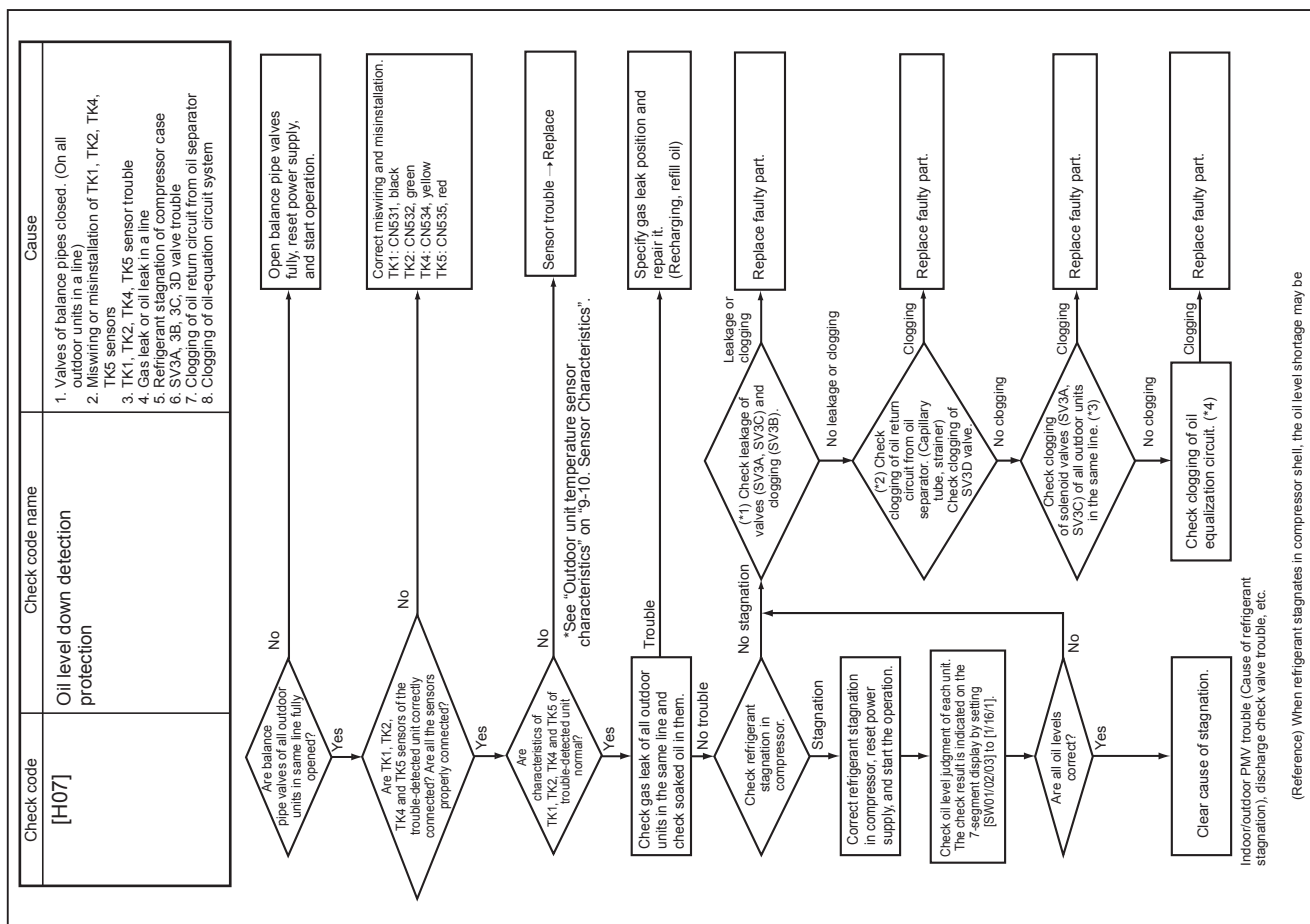 Check code
Check code name
Cause
[H07]
Oil level down detection
protection
1. Valves of balance pipes closed. (On all
outdoor units in a line)
2. Miswiring or misinstallation of TK1, TK2, TK4,
TK5 sensors
3. TK1, TK2, TK4, TK5 sensor trouble
4. Gas leak or oil leak in a line
5. Refrigerant stagnation of compressor case
6. SV3A, 3B, 3C, 3D valve trouble
7. Clogging of oil return circuit from oil separator
8. Clogging of oil-equation circuit system
Are balance
pipe valves of all outdoor
units in same line fully
opened?
No
Open balance pipe valves
fully, reset power supply,
and start operation.
Yes
Are TK1, TK2,
TK4 and TK5 sensors of the
trouble-detected unit correctly
connected? Are all the sensors
properly connected?
No
Correct miswiring and misinstallation.
TK1: CN531, black
TK2: CN532, green
TK4: CN534, yellow
TK5: CN535, red
Yes
Are
characteristics of
TK1, TK2, TK4 and TK5 of
trouble-detected unit
normal?
No
Sensor trouble → Replace
*See “Outdoor unit temperature sensor
characteristics” on “9-10. Sensor Characteristics”.
Yes
Check gas leak of all outdoor
units in the same line and
check soaked oil in them.
Trouble
Specify gas leak position and
repair it.
(Recharging, refill oil)
No trouble
Check refrigerant
stagnation in
compressor.
No stagnation
(*1) Check leakage of
valves (SV3A, SV3C) and
clogging (SV3B).
Leakage or
clogging
Replace faulty part.
Stagnation
No leakage or clogging
Correct refrigerant stagnation
in compressor, reset power
supply, and start the operation.
(*2) Check
clogging of oil return
circuit from oil
separator. (Capillary
tube, strainer)
Check clogging of
SV3D valve.
Clogging
Replace faulty part.
Check oil level judgment of each unit.
The check result is indicated on the
7-segment display by setting
[SW01/02/03] to [1/16/1].
No clogging
Are all oil levels
correct?
No
Check clogging
of solenoid valves (SV3A,
SV3C) of all outdoor units
in the same line. (*3)
Clogging
Replace faulty part.
Yes
No clogging
Clear cause of stagnation.
Check clogging of oil
equalization circuit. (*4)
Clogging
Replace faulty part.
Indoor/outdoor PMV trouble (Cause of refrigerant
stagnation), discharge check valve trouble, etc.
(Reference) When refrigerant stagnates in compressor shell, the oil level shortage may be